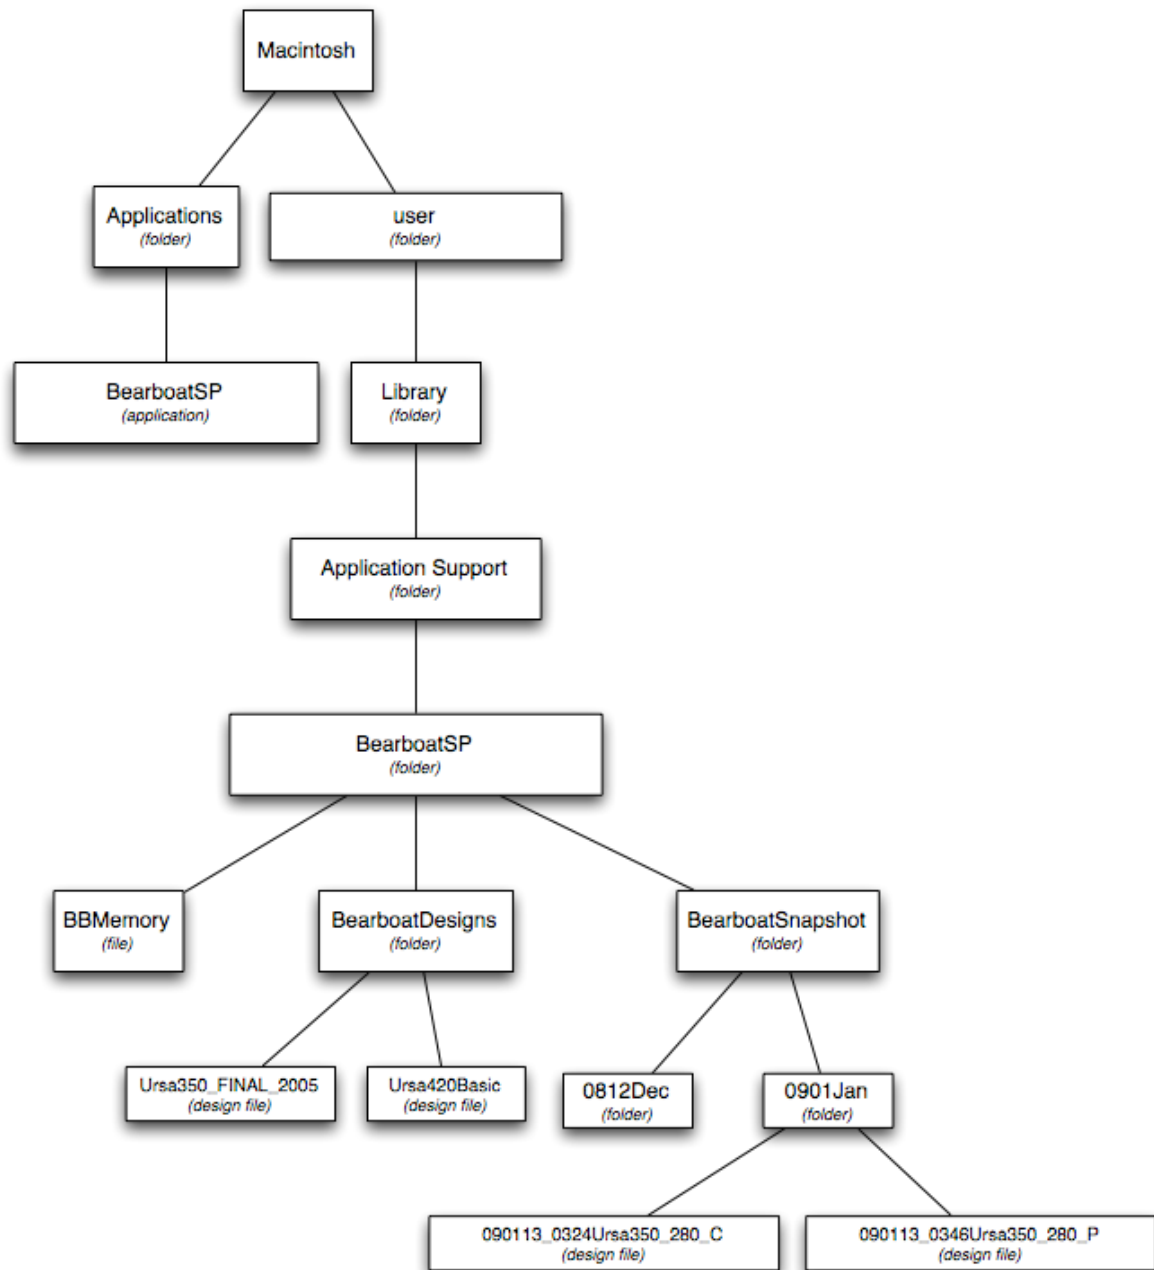 Macintosh
Applications
(folder)
user
(folder)
BearboatSP
(application)
Library
(folder)
Application Support
(folder)
BearboatSP
(folder)
BBMemory
(file)
BearboatDesigns
(folder)
BearboatSnapshot
(folder)
Ursa350_FINAL_2005
(design file)
Ursa420Basic
(design file)
0812Dec
(folder)
0901Jan
(folder)
090113_0324Ursa350_280_C
(design file)
090113_0346Ursa350_280_P
(design file)